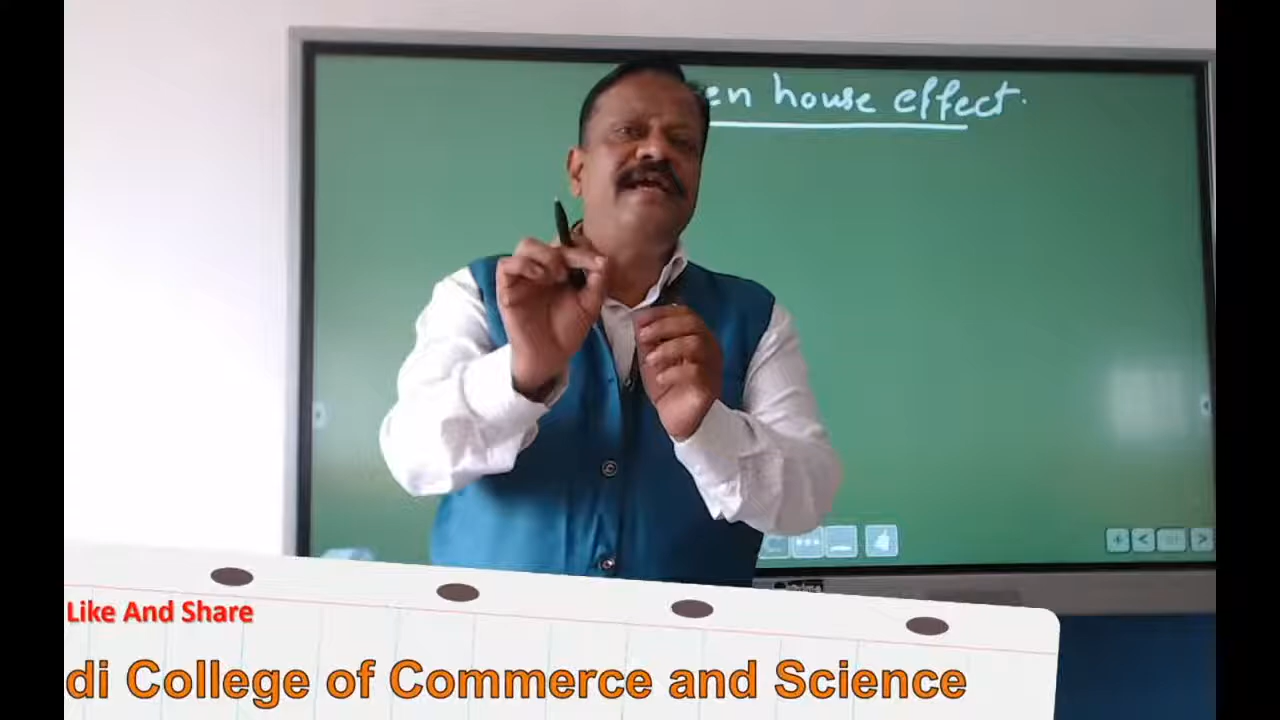 en house effect.
Like And Share
di College of Commerce and Science